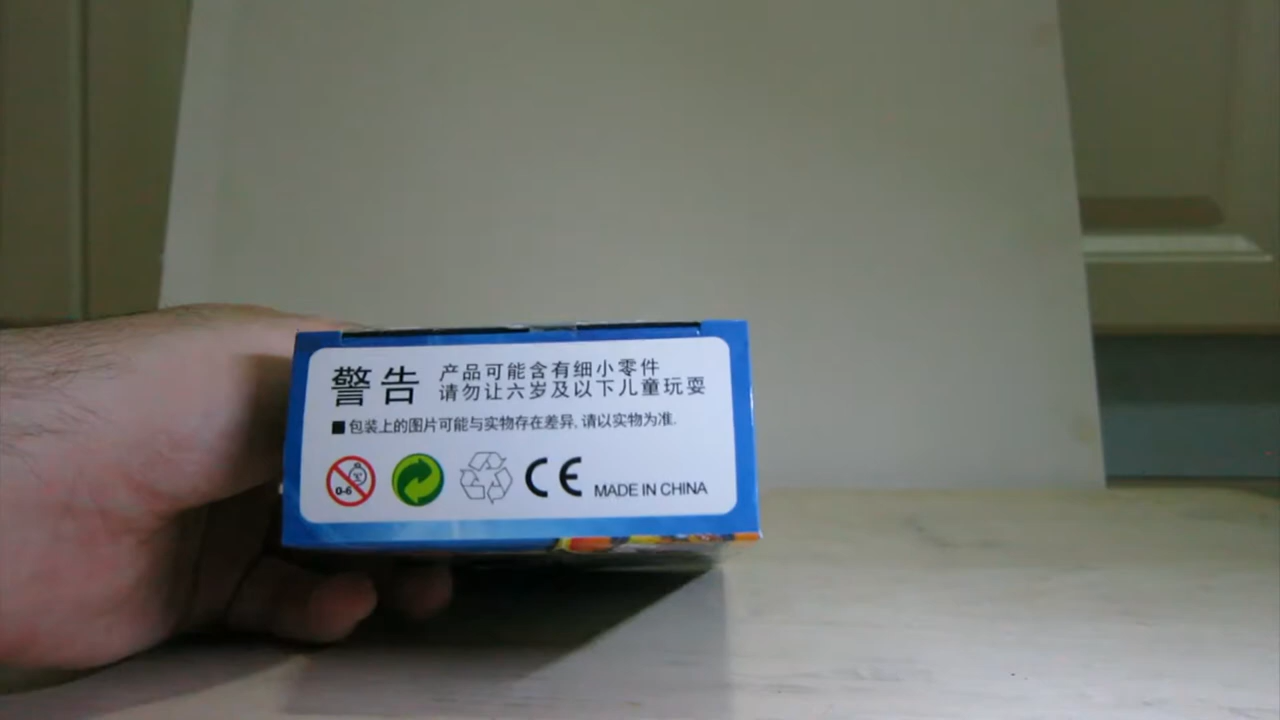 警告
产品可能含有细小零件
请勿让六岁及以下儿童玩耍
■包装上的图片可能与实物存在差异,请以实物为准.
0-6
CE
MADE IN CHINA